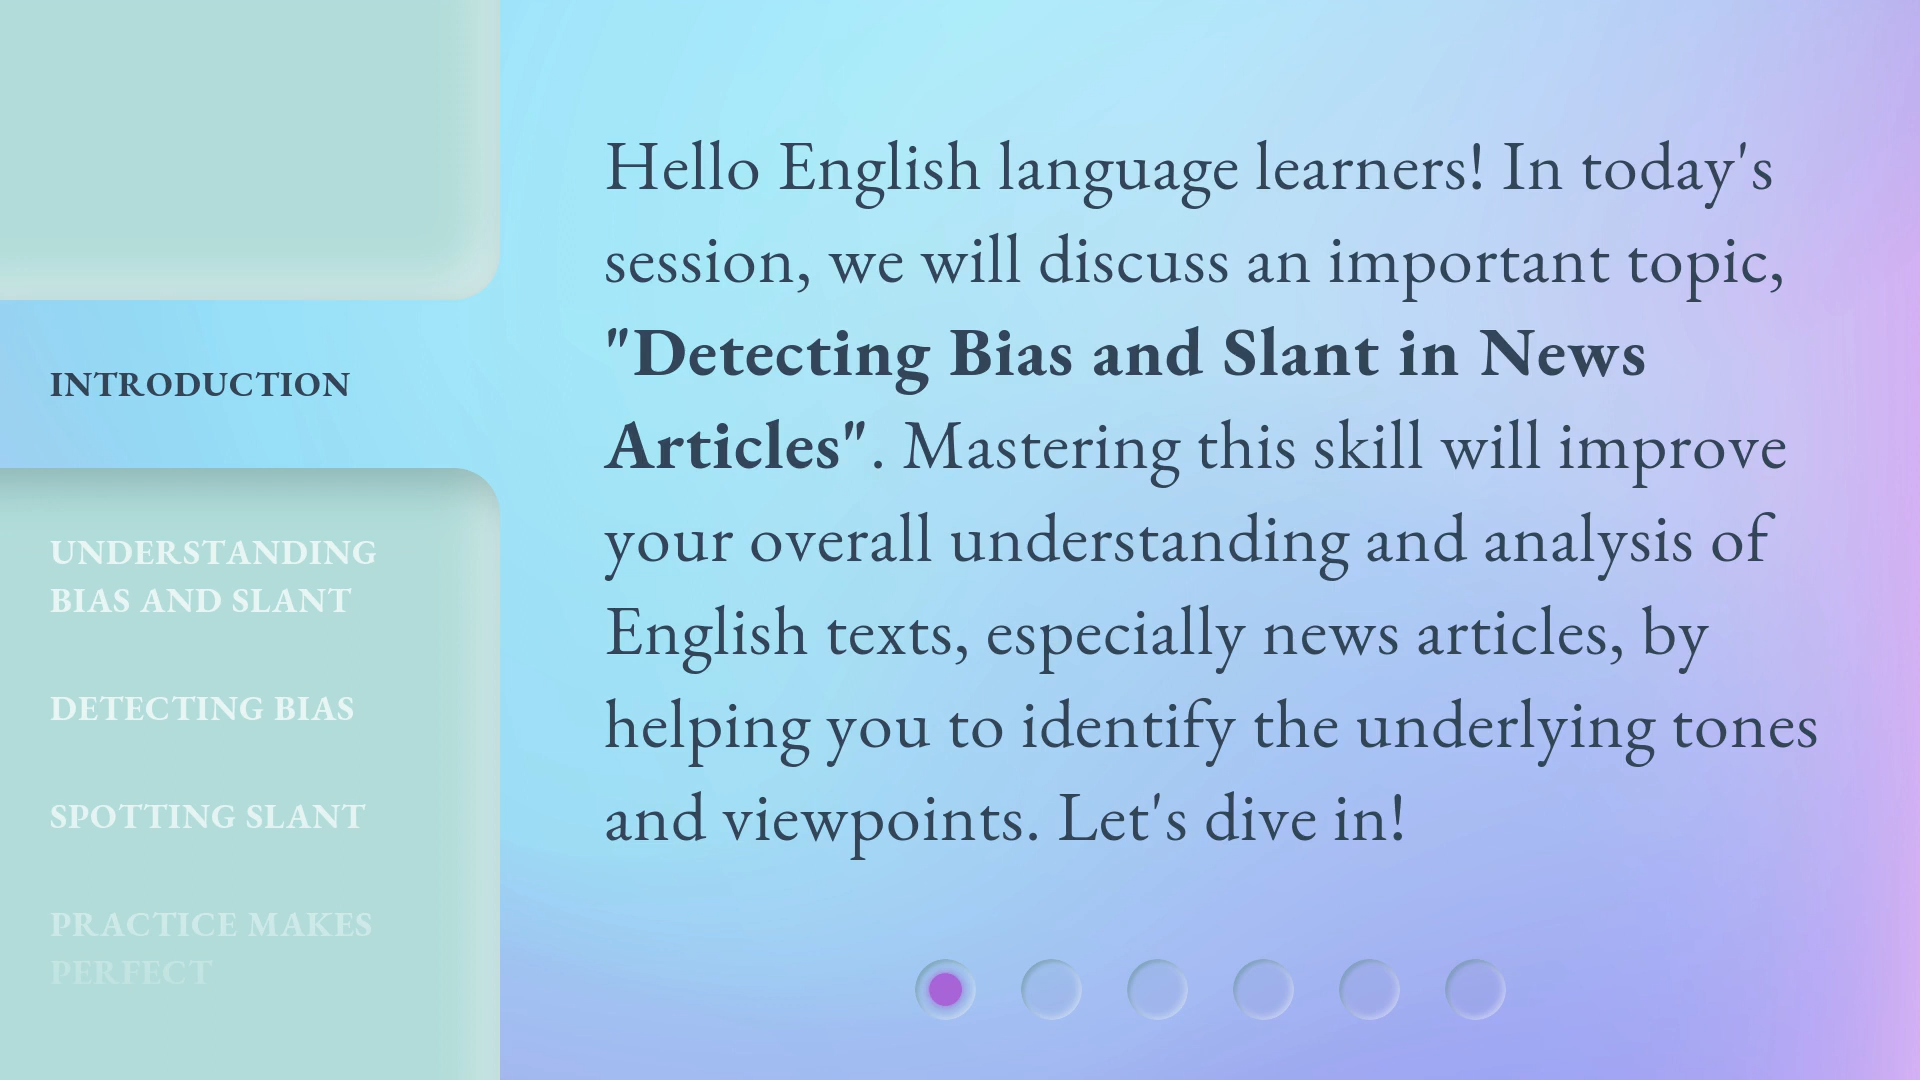 INTRODUCTION
UNDERSTANDING
BIAS AND SLANT
DETECTING BIAS
SPOTTING SLANT
PRACTICE MAKES
PERFECT
Hello English language learners! In today's
session, we will discuss an important topic,
"Detecting Bias and Slant in News
Articles". Mastering this skill will improve
your overall understanding and analysis of
English texts, especially news articles, by
helping you to identify the underlying tones
and viewpoints. Let's dive in!